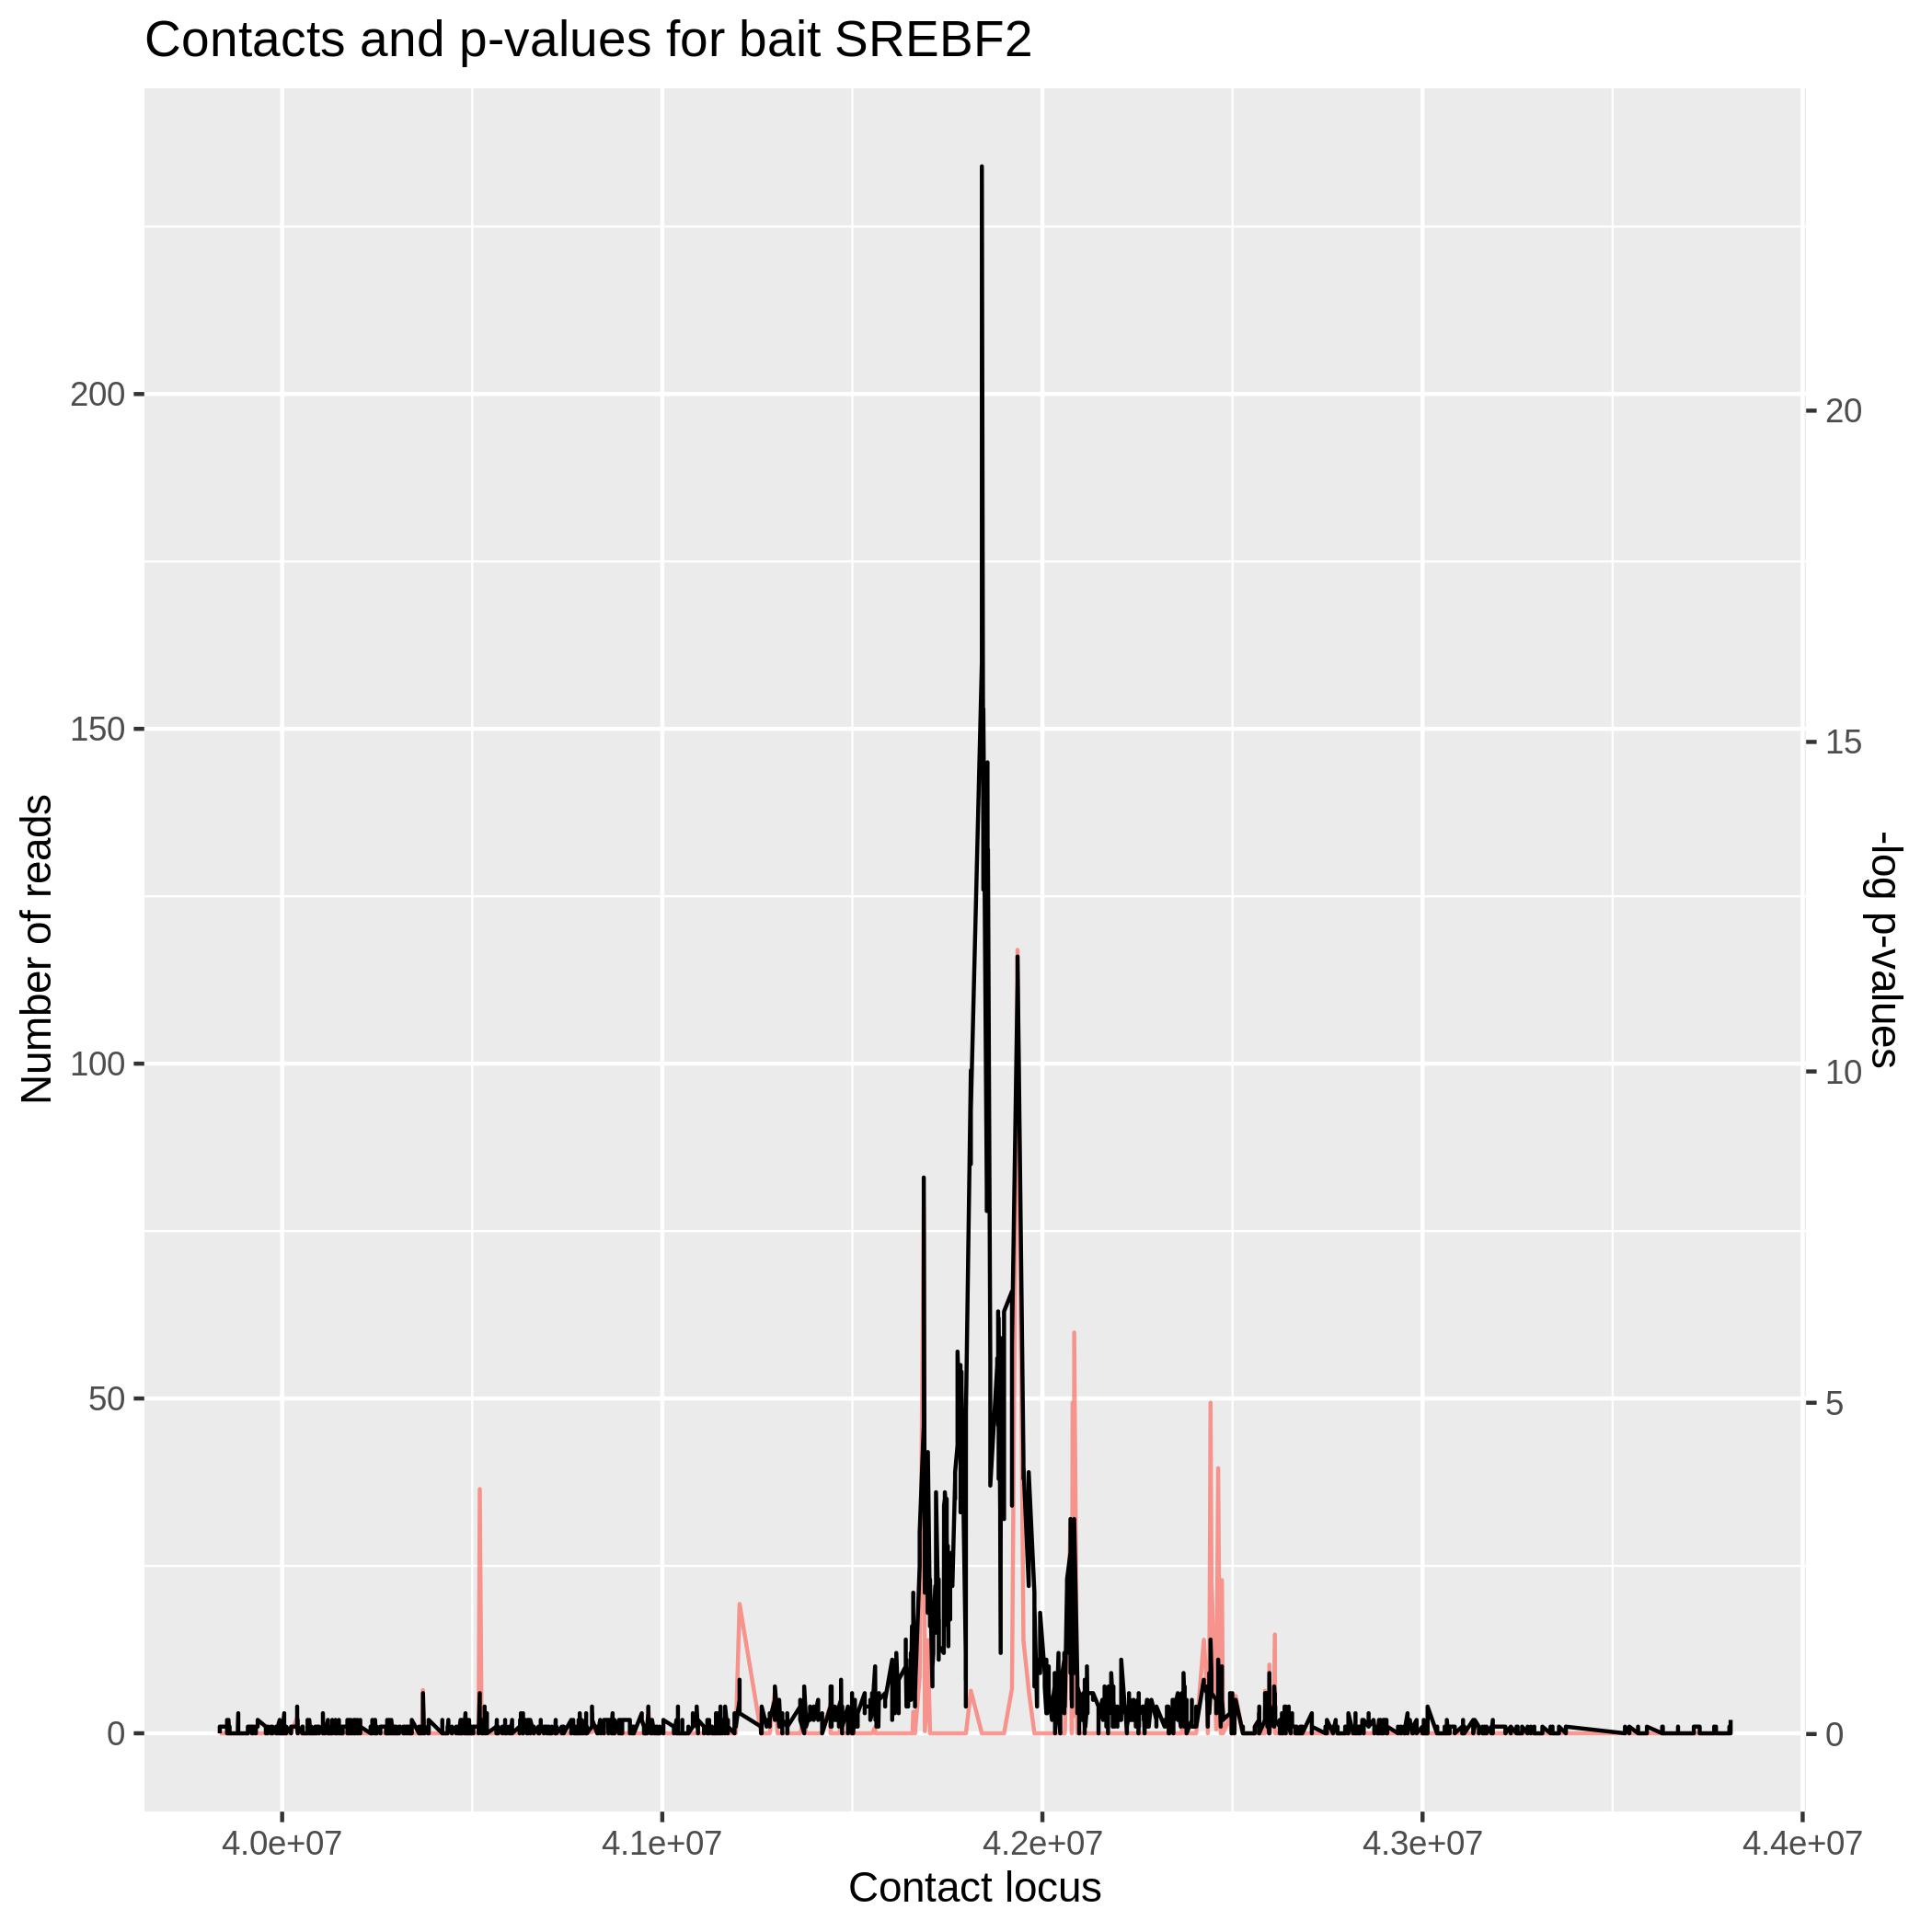 Contacts and p-values for bait SREBF2
Number of reads
200
150
100
50
0
20
15
10
5
0
-log p-values
4.0e+07
4.1e+07
4.2e+07
4.3e+07
4.4e+07
Contact locus